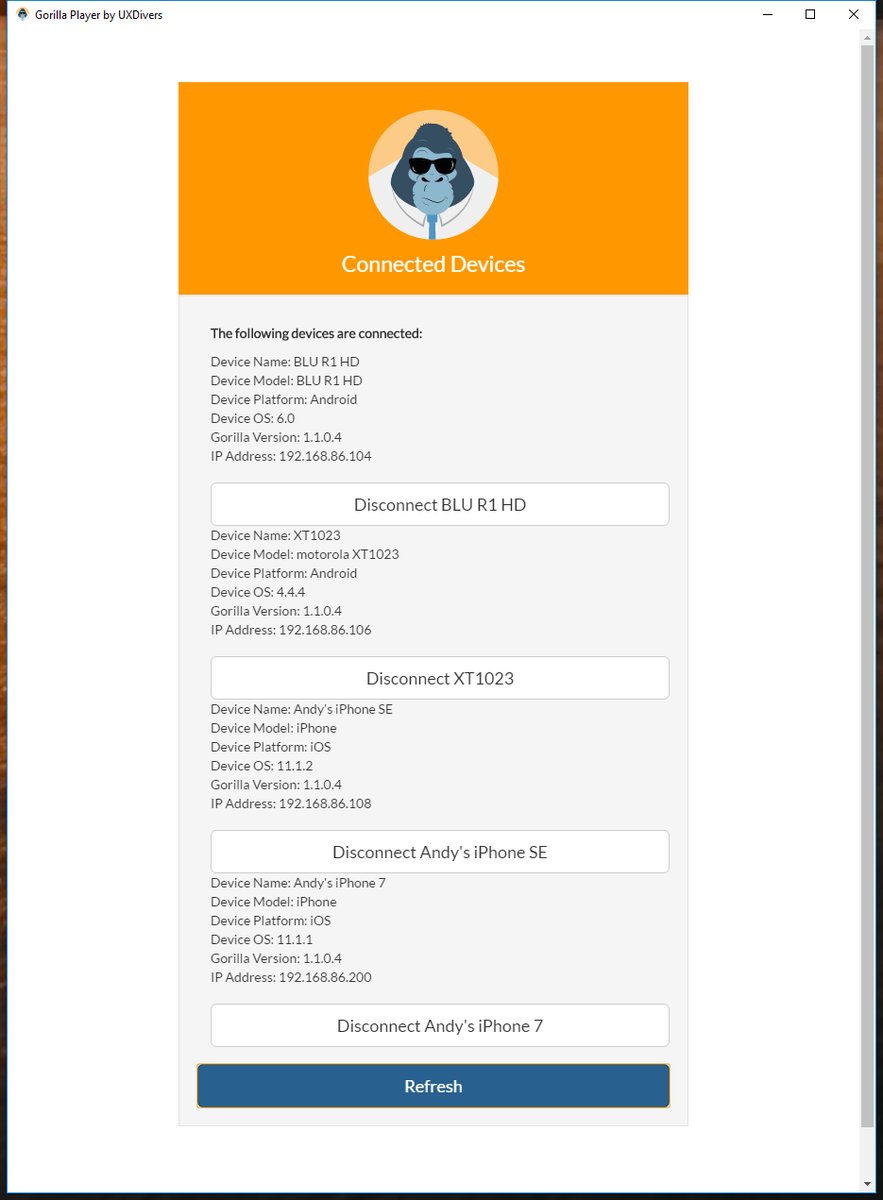 Gorilla Player by UXDivers
Connected Devices
The following devices are connected:
Device Name: BLU R1 HD
Device Model: BLU R1 HD
Device Platform: Android
Device OS: 6.0
Gorilla Version: 1.1.0.4
IP Address: 192.168.86.104
Disconnect BLU R1 HD
Device Name: XT1023
Device Model: motorola XT1023
Device Platform: Android
Device OS: 4.4.4
Gorilla Version: 1.1.0.4
IP Address: 192.168.86.106
Disconnect XT1023
Device Name: Andy's iPhone SE
Device Model: iPhone
Device Platform: iOS
Device OS: 11.1.2
Gorilla Version: 1.1.0.4
IP Address: 192.168.86.108
Disconnect Andy's iPhone SE
Device Name: Andy's iPhone 7
Device Model: iPhone
Device Platform: iOS
Device OS: 11.1.1
Gorilla Version: 1.1.0.4
IP Address: 192.168.86.200
Disconnect Andy's iPhone 7
Refresh